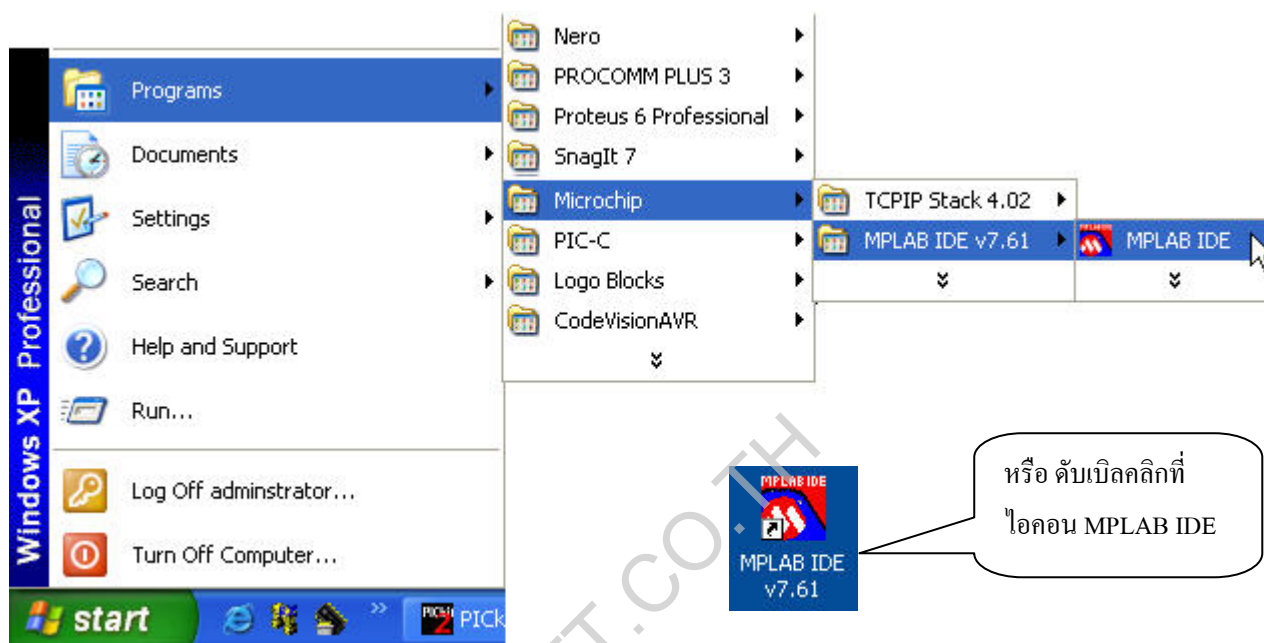 Windows XP Professional
Programs
Documents
Settings
Search
Help and Support
Run...
Log Off adminstrator...
Turn Off Computer...
start
PICk
Nero
PROCOMM PLUS 3
Proteus 6 Professional
SnagIt 7
Microchip
PIC-C
Logo Blocks
CodeVisionAVR
TCPIP Stack 4.02
MPLAB IDE v7.61
MPLAB IDE
MPLAB IDE
MPLAB IDE
v7.61
หรือ ดับเบิลคลิกที่
ไอคอน MPLAB IDE
T.CO.TH